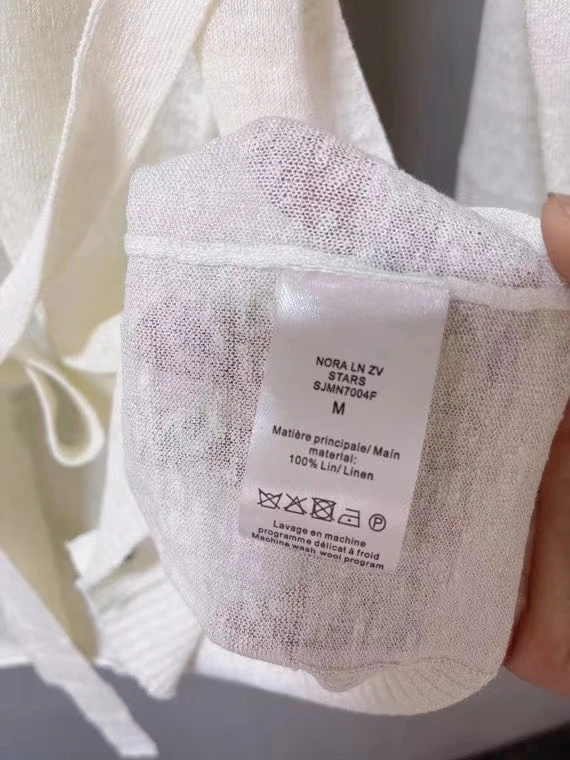 NORA LN ZV
STARS
SJMN7004F
M
Matière principale/ Main
material:
100% Lin/ Linen
P
Lavage en machine
programme délicat à froid
Machine wash wool program